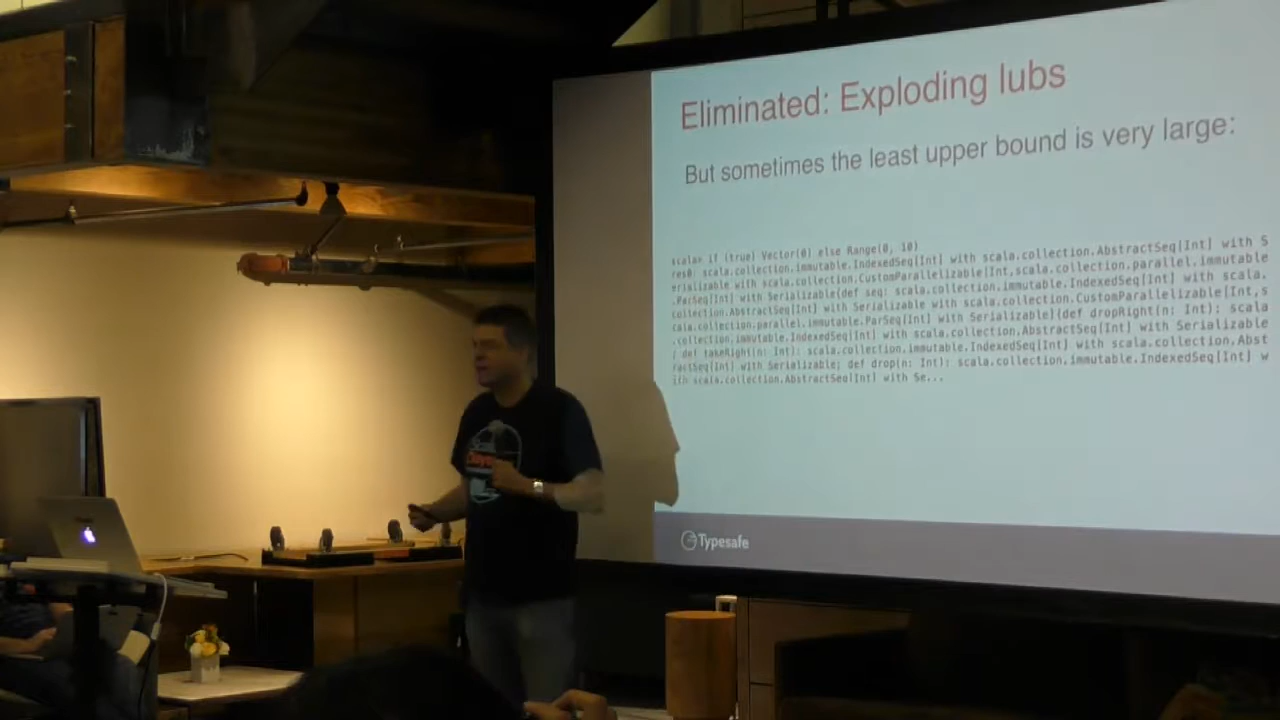 Eliminated: Exploding lubs
But sometimes the least upper bound is very large:
scala> if (true) Vector(0) else Range(0, 10)
res0: scala.collection.immutable.IndexedSeq[Int] with scala.collection.AbstractSeq[Int] with S
erializable with scala.collection.CustomParallelizable[Int,scala.collection.parallel.immutable
.ParSeq[Int] with Serializable{def seq: scala.collection.immutable.IndexedSeq[Int] with scala.
collection.AbstractSeq[Int] with Serializable with scala.collection.CustomParallelizable[Int,s
cala.collection.parallel.immutable.ParSeq[Int] with Serializable]{def dropRight(n: Int): scala
.collection.immutable.IndexedSeq[Int] with scala.collection.AbstractSeq[Int] with Serializable
; def takeRight(n: Int): scala.collection.immutable.IndexedSeq[Int] with scala.collection.Abst
ractSeq[Int] with Serializable; def drop(n: Int): scala.collection.immutable.IndexedSeq[Int] w
ith scala.collection.AbstractSeq[Int] with Se...
Typesafe